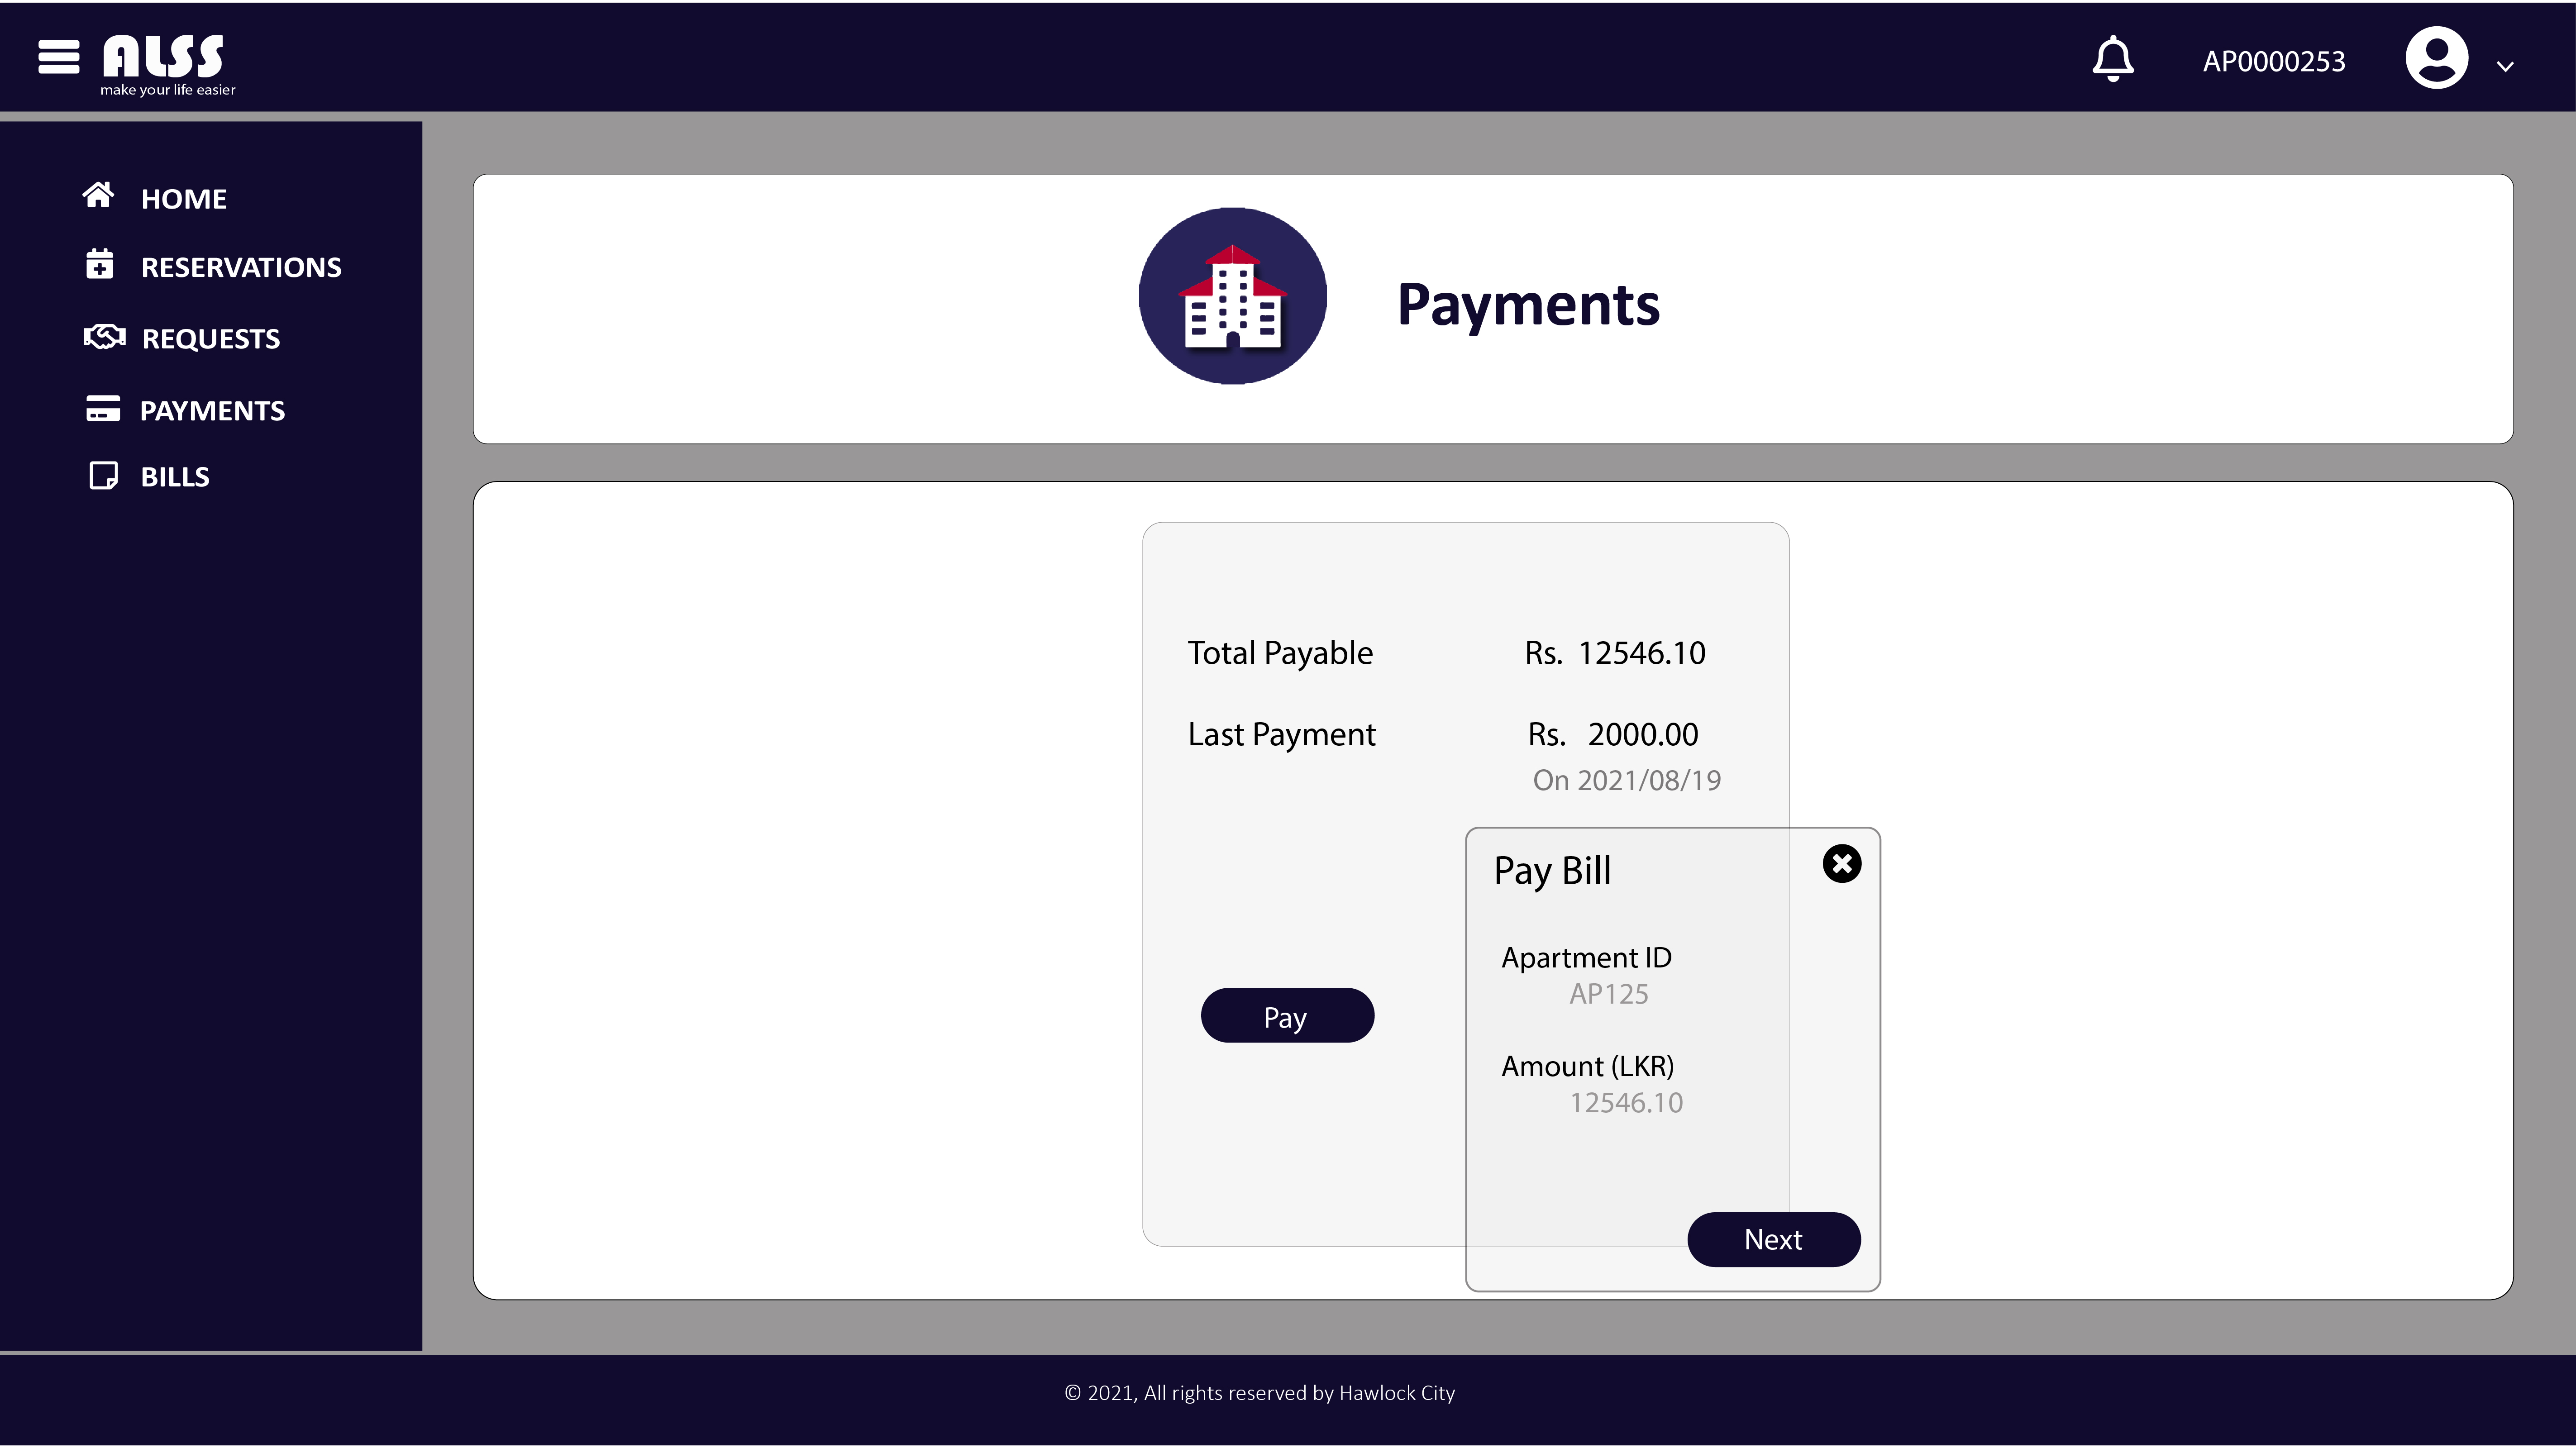 ALSS
make your life easier
AP0000253
HOME
RESERVATIONS
REQUESTS
PAYMENTS
BILLS
Payments
Total Payable Rs. 12546.10
Last Payment Rs. 2000.00
On 2021/08/19
Pay
Pay Bill
Apartment ID
AP125
Amount (LKR)
12546.10
Next
© 2021, All rights reserved by Hawlock City